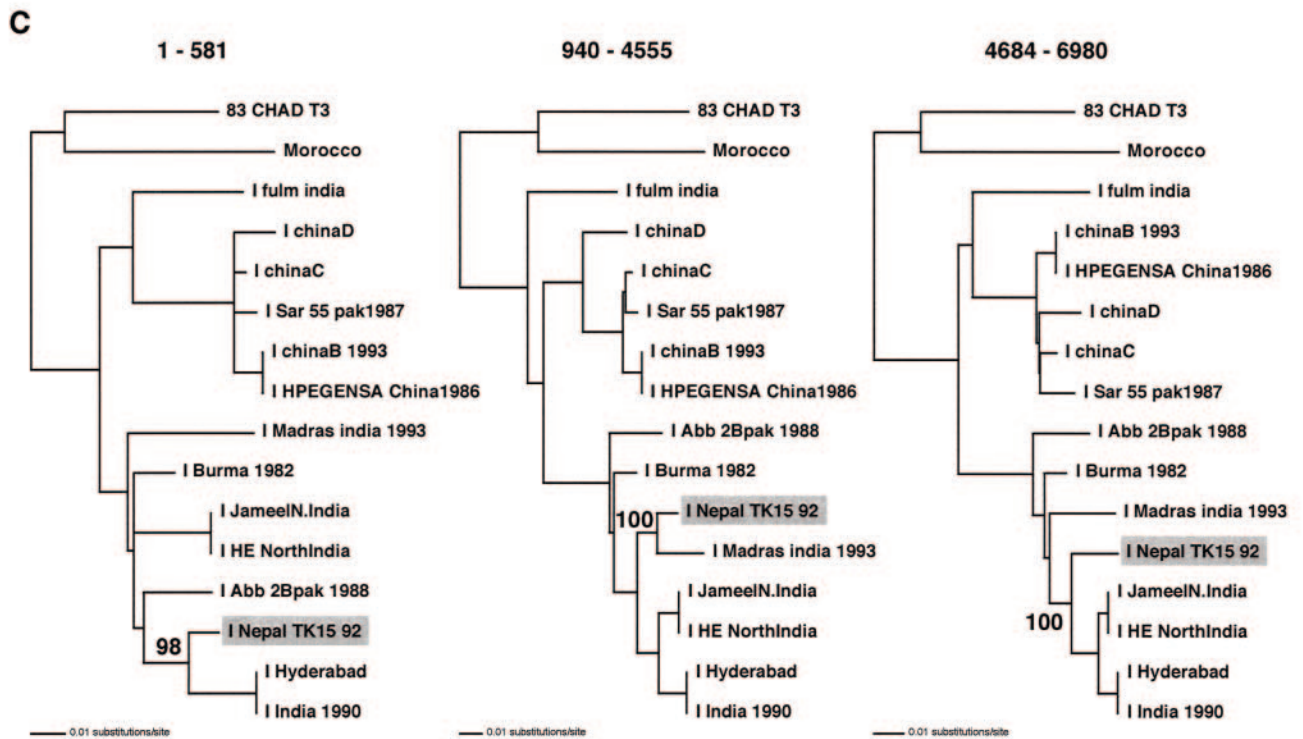 C
1 - 581
83 CHAD T3
Morocco
I fulm india
I chinaD
I chinaC
I Sar 55 pak1987
I chinaB 1993
I HPEGENSA China1986
I Madras india 1993
I Burma 1982
I JameelN.India
I HE NorthIndia
I Abb 2Bpak 1988
I Nepal TK15 92
98
I Hyderabad
I India 1990
0.01 substitutions/site
940 - 4555
83 CHAD T3
Morocco
I fulm india
I chinaD
I chinaC
I Sar 55 pak1987
I chinaB 1993
I HPEGENSA China1986
I Abb 2Bpak 1988
I Burma 1982
I Nepal TK15 92
100
I Madras india 1993
I JameelN.India
I HE NorthIndia
I Hyderabad
I India 1990
0.01 substitutions/site
4684 - 6980
83 CHAD T3
Morocco
I fulm india
I chinaB 1993
I HPEGENSA China1986
I chinaD
I chinaC
I Sar 55 pak1987
I Abb 2Bpak 1988
I Burma 1982
I Madras india 1993
I Nepal TK15 92
I JameelN.India
100
I HE NorthIndia
I Hyderabad
I India 1990
0.01 substitutions/site